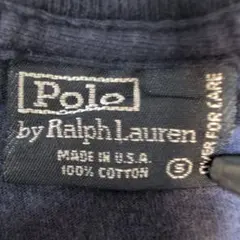 Polo
by Ralph Lauren
MADE IN U.S.A.
100% COTTON
S
OVER FOR CARE